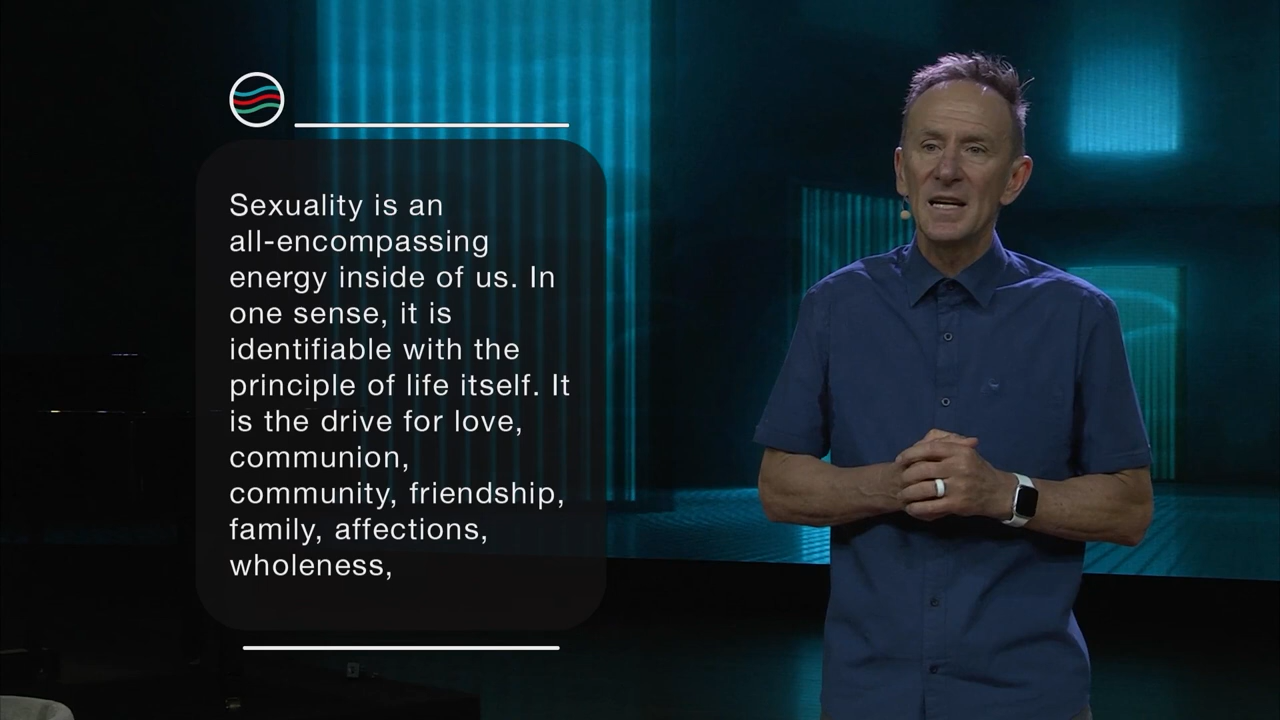 Sexuality is an
all-encompassing
energy inside of us. In
one sense, it is
identifiable with the
principle of life itself. It
is the drive for love,
communion,
community, friendship,
family, affections,
wholeness,